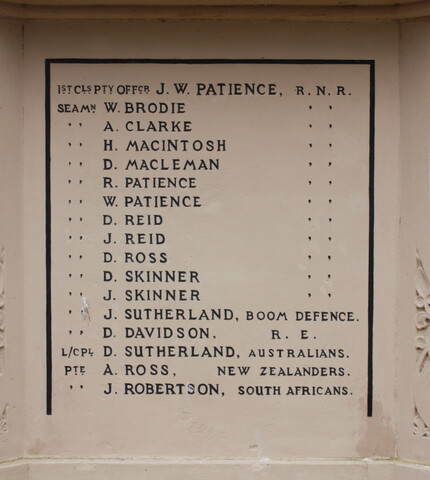 1ST CLS PTY OFFCR J. W. PATIENCE, R. N. R.
SEAMN W. BRODIE " "
" A. CLARKE " "
" H. MACINTOSH " "
" D. MACLEMAN " "
" R. PATIENCE " "
" W. PATIENCE " "
" D. REID " "
" J. REID " "
" D. ROSS " "
" D. SKINNER " "
" J. SKINNER " "
" J. SUTHERLAND, BOOM DEFENCE.
" D. DAVIDSON, R. E.
L/CPL D. SUTHERLAND, AUSTRALIANS.
PTE A. ROSS, NEW ZEALANDERS.
" J. ROBERTSON, SOUTH AFRICANS.